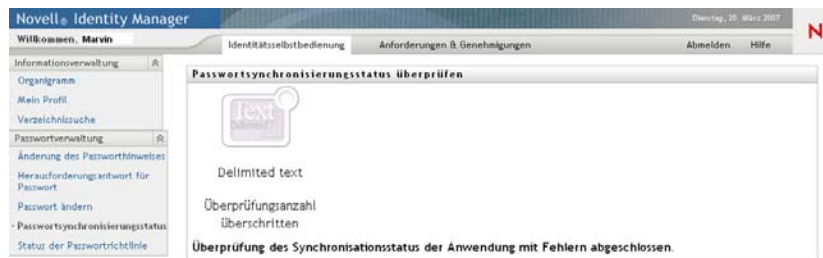 Novell® Identity Manager
Dienstag, 20. März 2007
Willkommen, Marvin
Identitätsselbstbedienung
Anforderungen & Genehmigungen
Abmelden
Hilfe
N
Informationsverwaltung
Organigramm
Mein Profil
Verzeichnissuche
Passwortverwaltung
Änderung des Passworthinweises
Herausforderungsantwort für
Passwort
Passwort ändern
Passwortsynchronisierungsstatus
Status der Passwortrichtlinie
Passwortsynchronisierungsstatus überprüfen
Text
Delimited
Delimited text
Überprüfungsanzahl
überschritten
Überprüfung des Synchronisationsstatus der Anwendung mit Fehlern abgeschlossen.